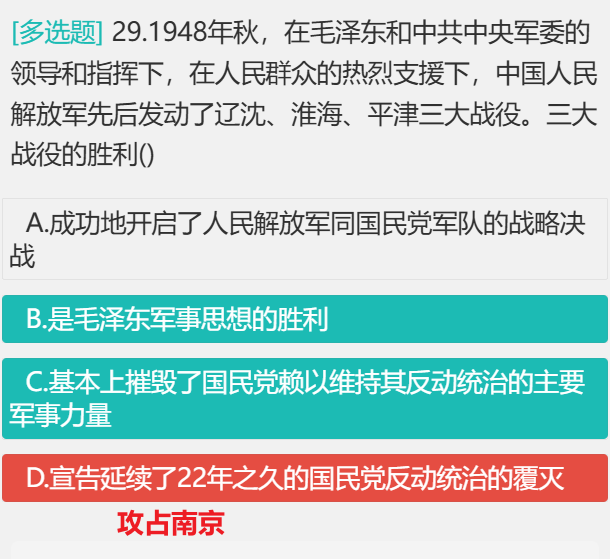 [多选题] 29.1948年秋，在毛泽东和中共中央军委的
领导和指挥下，在人民群众的热烈支援下，中国人民
解放军先后发动了辽沈、淮海、平津三大战役。三大
战役的胜利()
A.成功地开启了人民解放军同国民党军队的战略决
战
B.是毛泽东军事思想的胜利
C.基本上摧毁了国民党赖以维持其反动统治的主要
军事力量
D.宣告延续了22年之久的国民党反动统治的覆灭
攻占南京